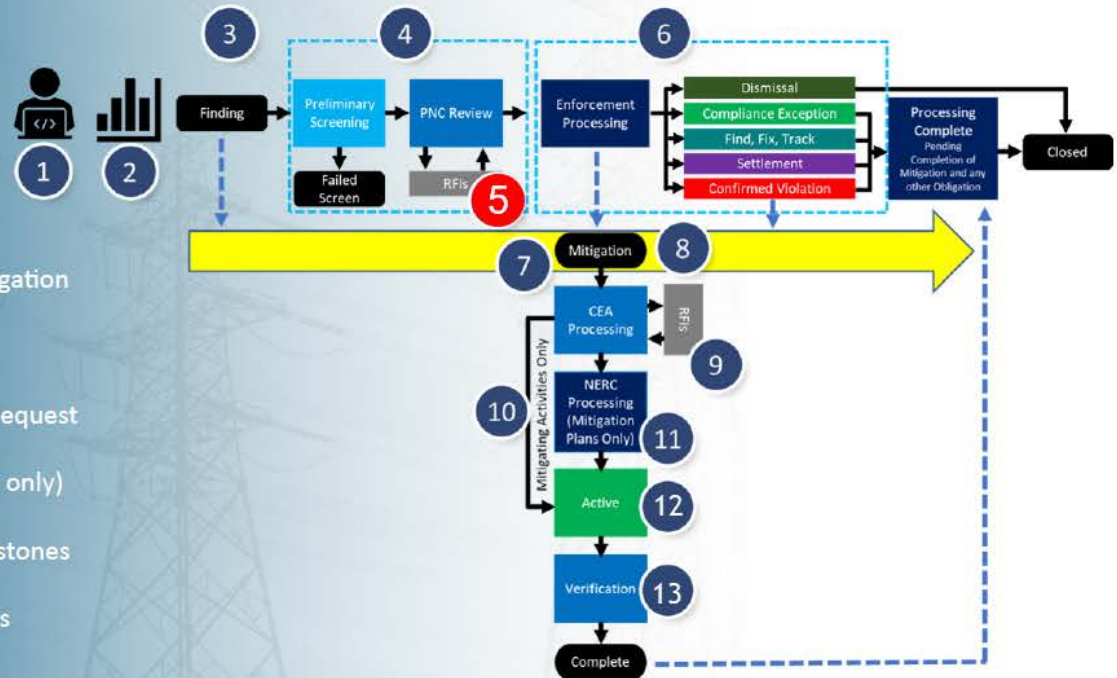 3
4
6
1
2
Finding
Preliminary
Screening
Failed
Screen
PNC Review
RFIs
5
Enforcement
Processing
Dismissal
Compliance Exception
Find, Fix, Track
Settlement
Confirmed Violation
Processing
Complete
Pending
Completion of
Mitigation and any
other Obligation
Closed
igation
equest
only)
stones
s
7
Mitigation
8
CEA
Processing
RFIs
9
10
Mitigating Activities Only
NERC
Processing
(Mitigation
Plans Only)
11
Active
12
Verification
13
Complete